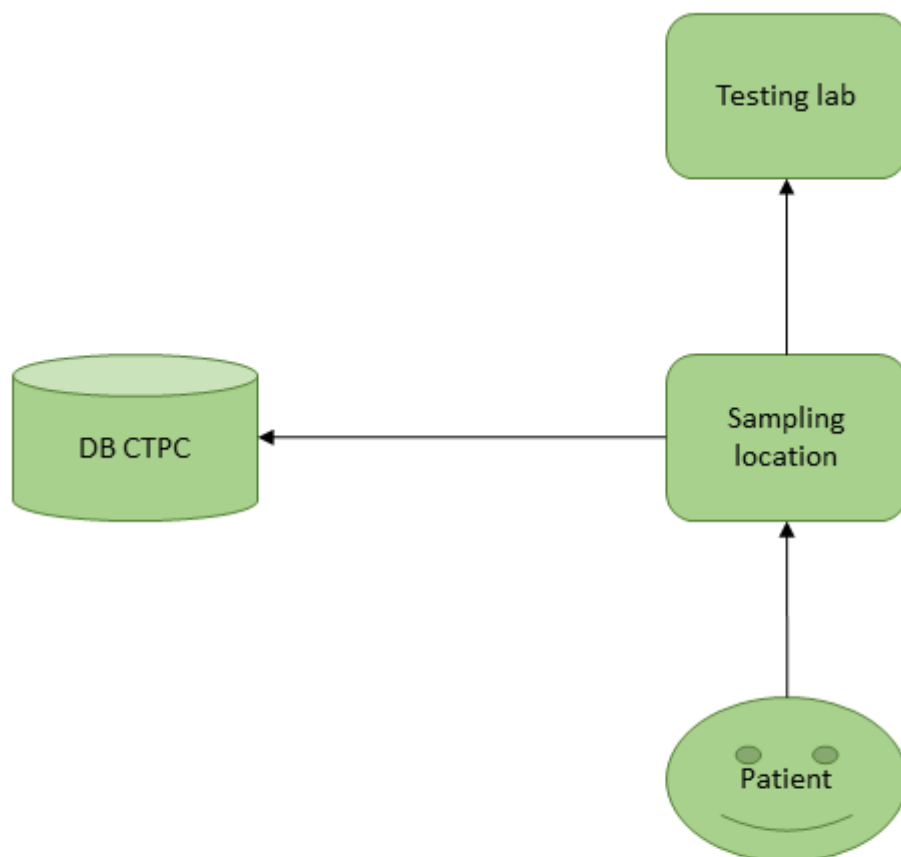 Testing lab
DB CTPC
Sampling
location
Patient